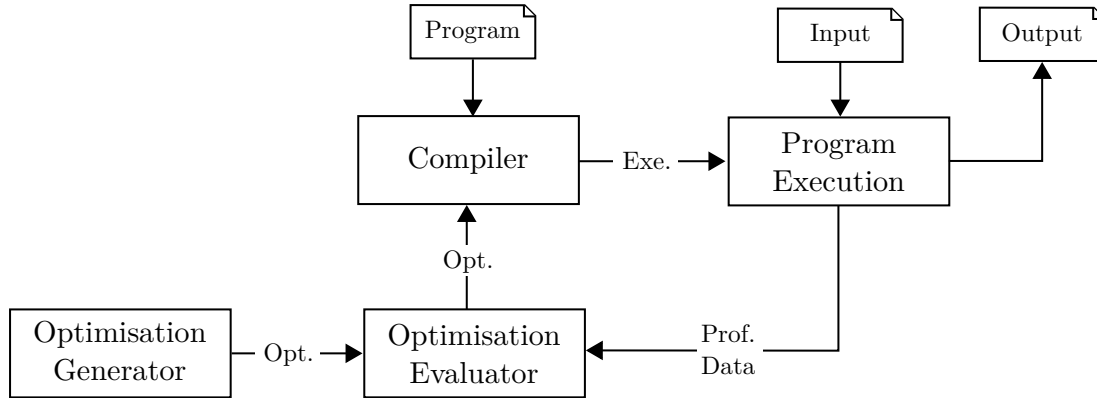 Program
Input
Output
Compiler
Exe.
Program
Execution
Opt.
Optimisation
Generator
Opt.
Optimisation
Evaluator
Prof.
Data